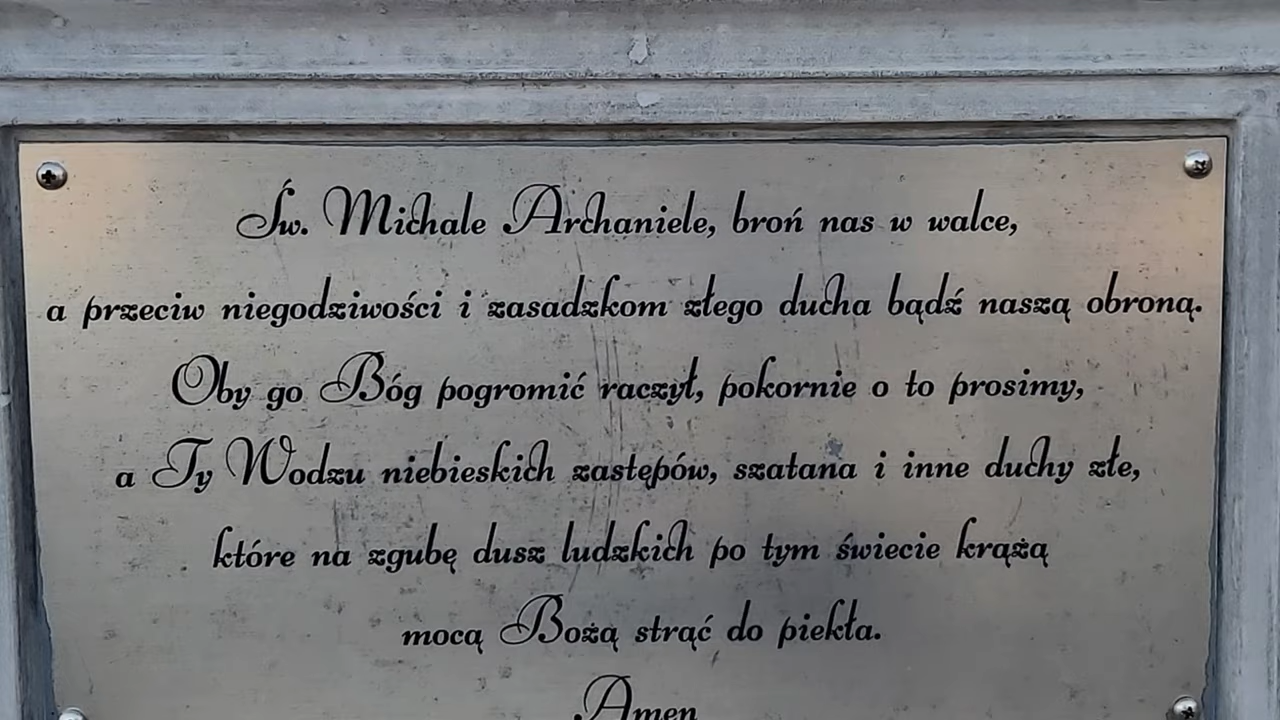 Św. Michale Archaniele, broń nas w walce,
a przeciw niegodziwości i zasadzkom złego ducha bądź naszą obroną.
Oby go Bóg pogromić raczył, pokornie o to prosimy,
a Ty Wodzu niebieskich zastępów, szatana i inne duchy złe,
które na zgubę dusz ludzkich po tym świecie krążą
mocą Bożą strąć do piekła.
Amen